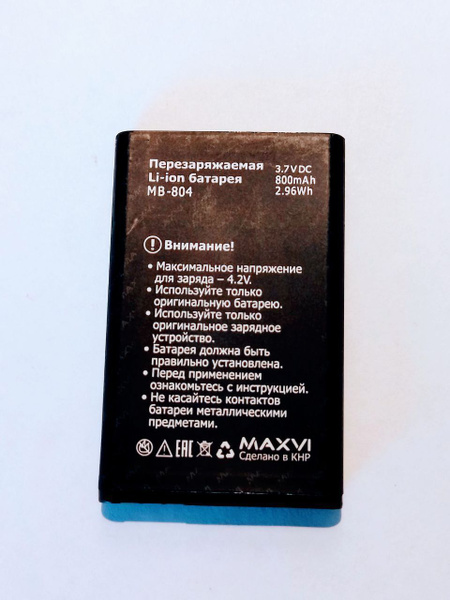 Перезаряжаемая 3.7V DC
Li-ion батарея 800mAh
MB-804 2.96Wh
! Внимание!
• Максимальное напряжение
для заряда – 4.2V.
• Используйте только
оригинальную батарею.
• Используйте только
оригинальное зарядное
устройство.
• Батарея должна быть
правильно установлена.
• Перед применением
ознакомьтесь с инструкцией.
• Не касайтесь контактов
батареи металлическими
предметами.
EAC MAXVI
Сделано в КНР